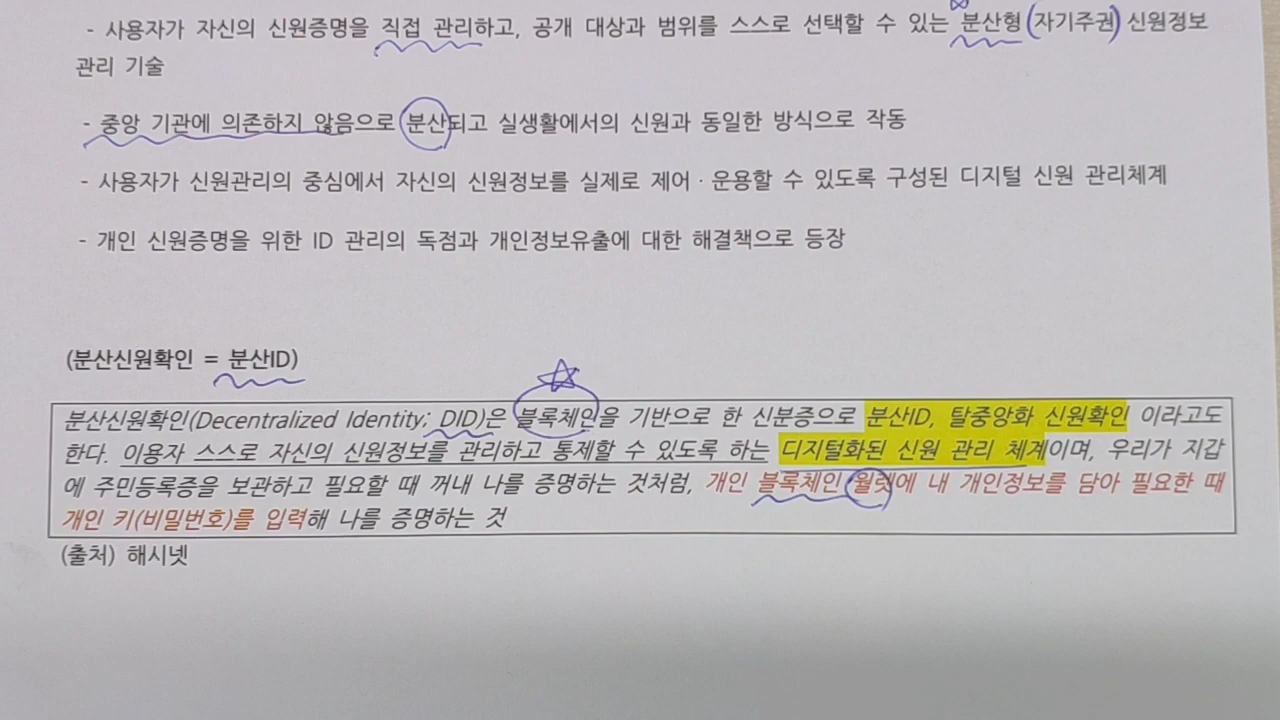 - 사용자가 자신의 신원증명을 직접 관리하고, 공개 대상과 범위를 스스로 선택할 수 있는 분산형(자기주권) 신원정보
관리 기술
- 중앙 기관에 의존하지 않음으로 분산되고 실생활에서의 신원과 동일한 방식으로 작동
- 사용자가 신원관리의 중심에서 자신의 신원정보를 실제로 제어·운용할 수 있도록 구성된 디지털 신원 관리체계
- 개인 신원증명을 위한 ID 관리의 독점과 개인정보유출에 대한 해결책으로 등장
(분산신원확인 = 분산ID)
분산신원확인(Decentralized Identity; DID)은 블록체인을 기반으로 한 신분증으로 분산ID, 탈중앙화 신원확인 이라고도
한다. 이용자 스스로 자신의 신원정보를 관리하고 통제할 수 있도록 하는 디지털화된 신원 관리 체계이며, 우리가 지갑
에 주민등록증을 보관하고 필요할 때 꺼내 나를 증명하는 것처럼, 개인 블록체인 월렛에 내 개인정보를 담아 필요한 때
개인 키(비밀번호)를 입력해 나를 증명하는 것
(출처) 해시넷